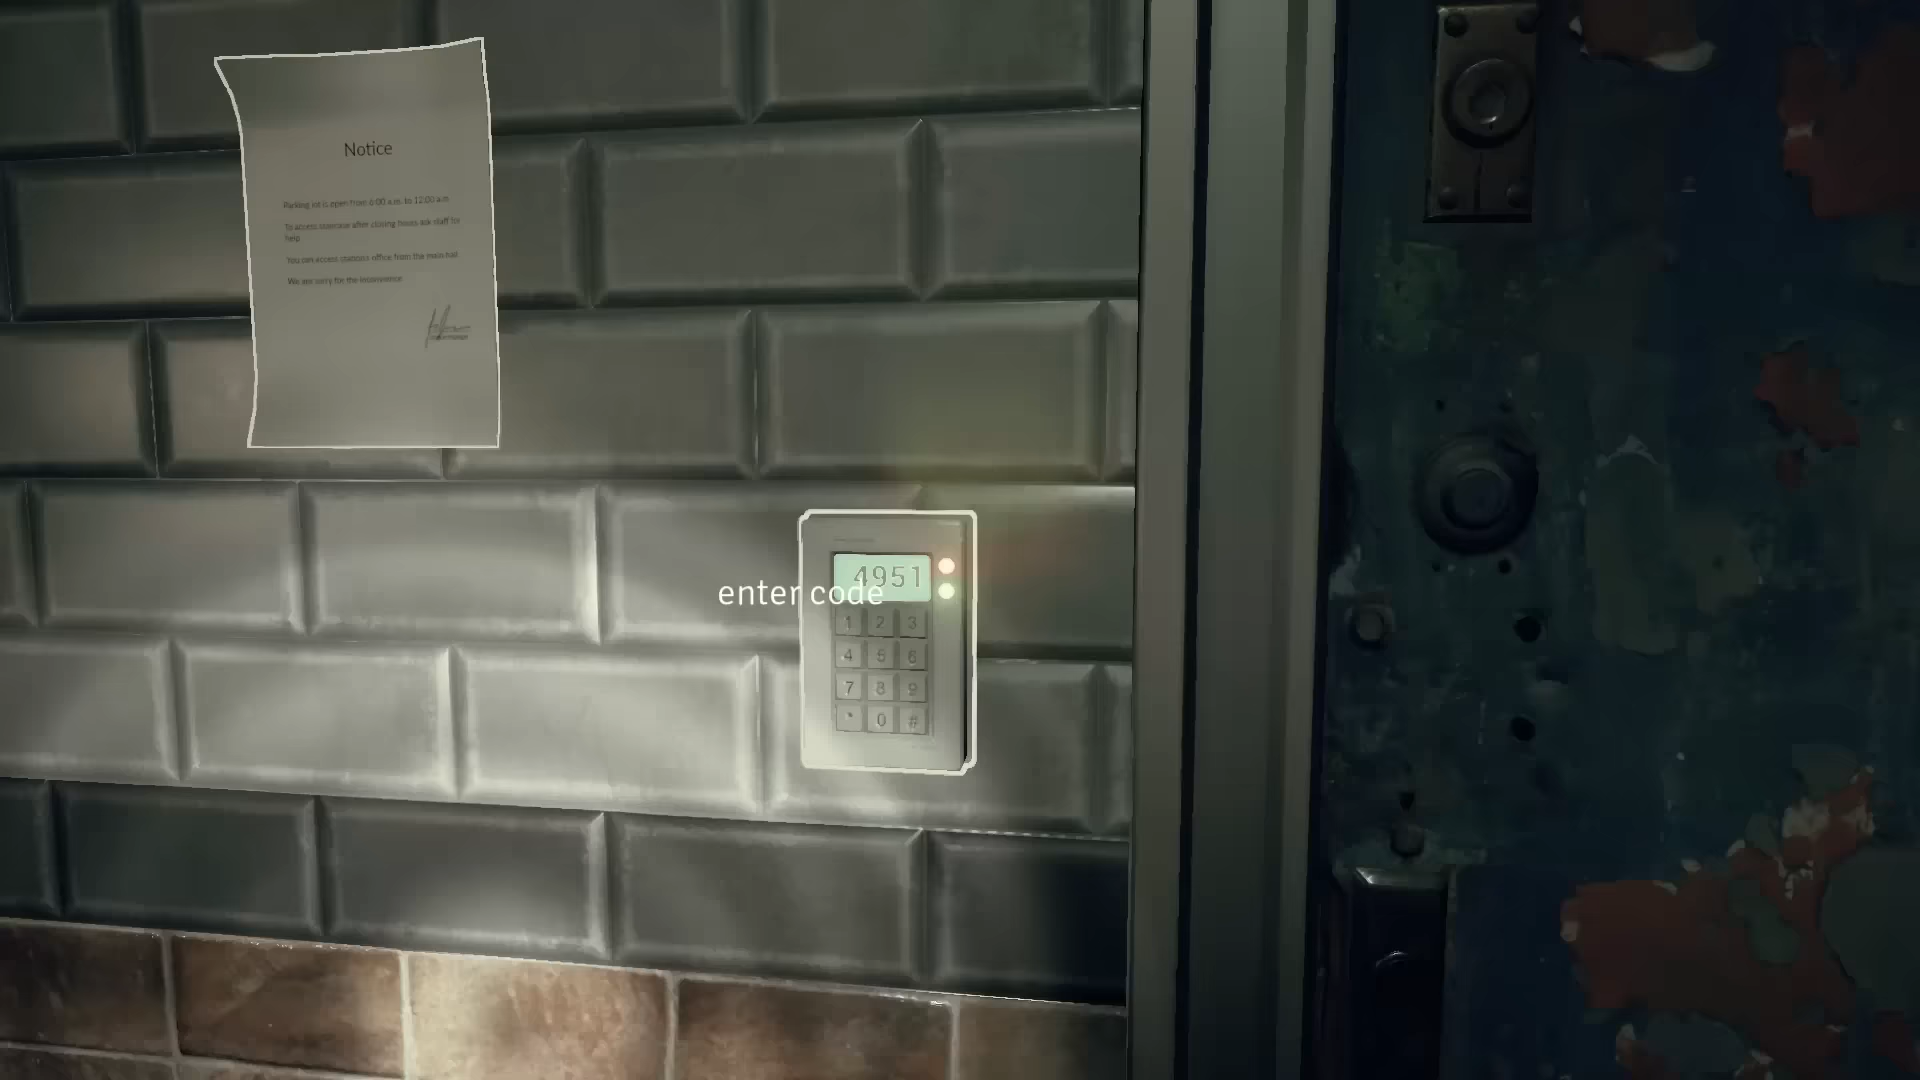 Notice
Parking lot is open from 6:00 a.m. to 12:00 a.m.
To access staircase after closing hours ask staff for
help
You can access staircase office from the main hall
We are sorry for the inconvenience
4951
enter code
1 2 3
4 5 6
7 8 9
* 0 #